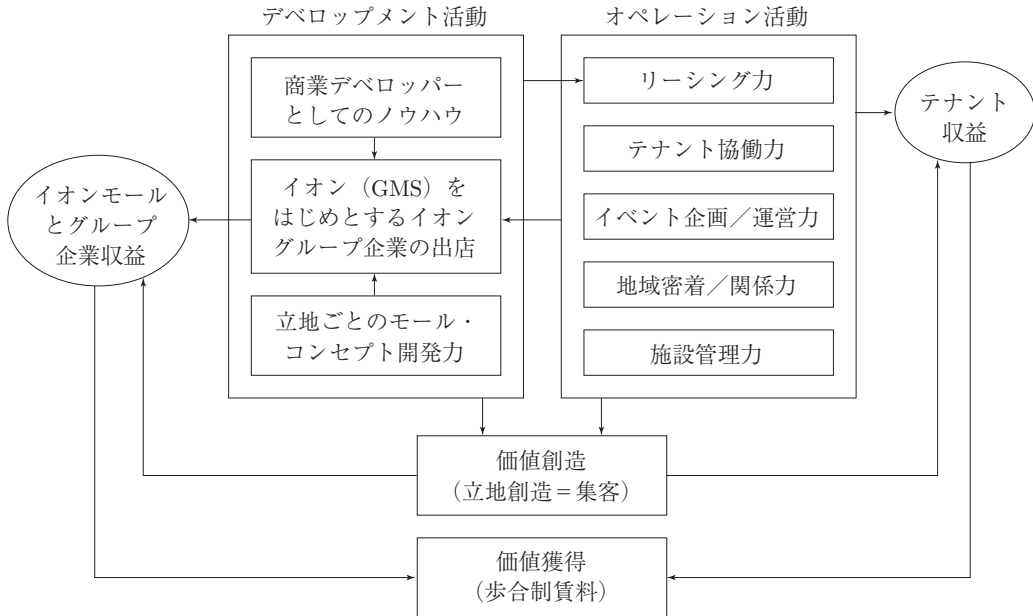 デベロップメント活動
オペレーション活動
商業デベロッパー
としてのノウハウ
イオン（GMS）を
はじめとするイオン
グループ企業の出店
立地ごとのモール・
コンセプト開発力
リーシング力
テナント協働力
イベント企画／運営力
地域密着／関係力
施設管理力
テナント
収益
イオンモール
とグループ
企業収益
価値創造
（立地創造＝集客）
価値獲得
（歩合制賃料）